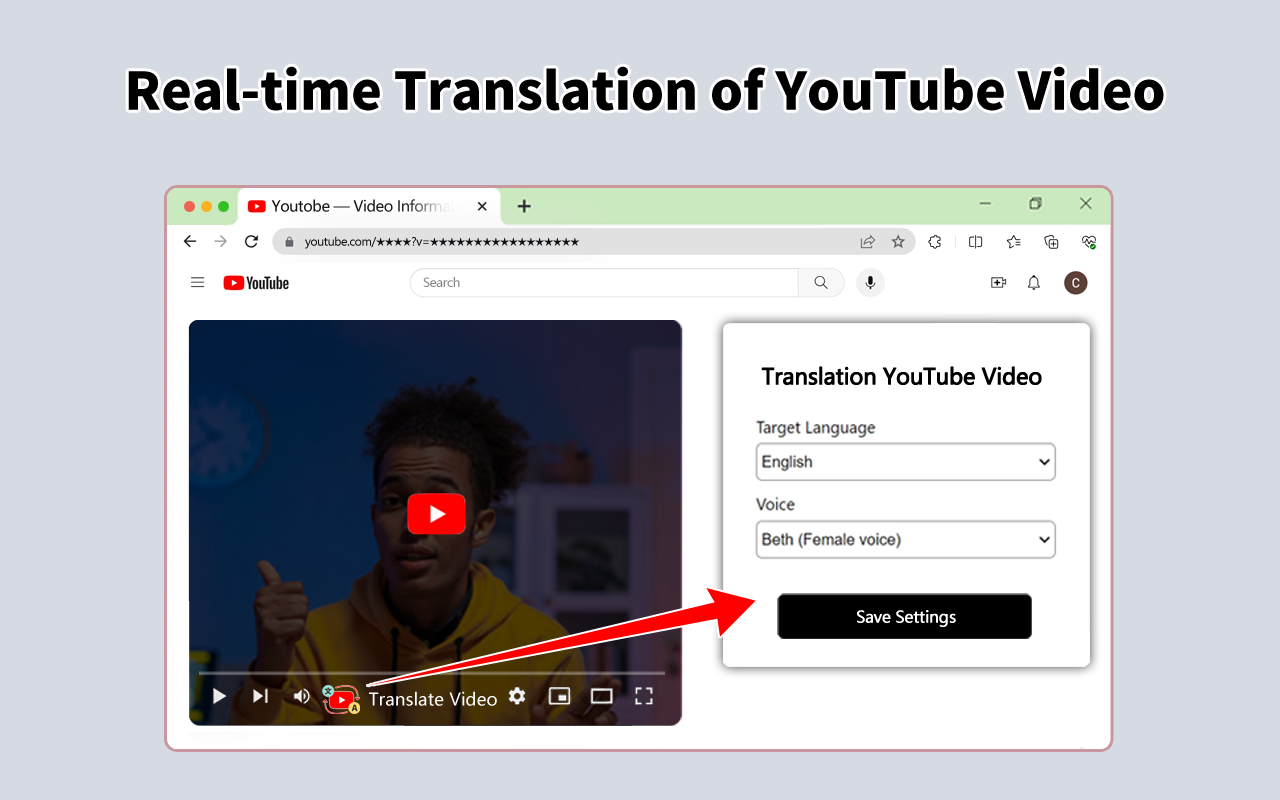 Real-time Translation of YouTube Video
Youtobe — Video Informat
youtube.com/★★★★?v=★★★★★★★★★★★★★★★★★
YouTube
Search
C
Translation YouTube Video
Target Language
English
Voice
Beth (Female voice)
Save Settings
文
A
Translate Video